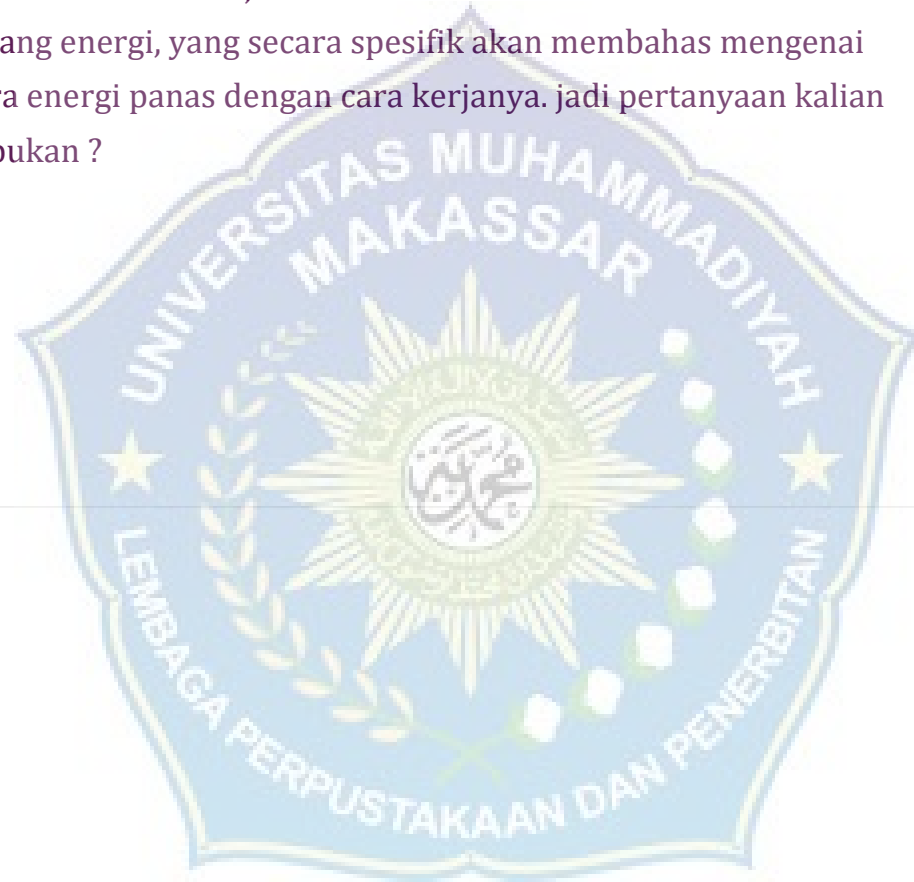 ang energi, yang secara spesifik akan membahas mengenai
a energi panas dengan cara kerjanya. jadi pertanyaan kalian
bukan ?
UNIVERSITAS MUHAMMADIYAH
MAKASSAR
LEMBAGA PERPUSTAKAAN DAN PENERBITAN